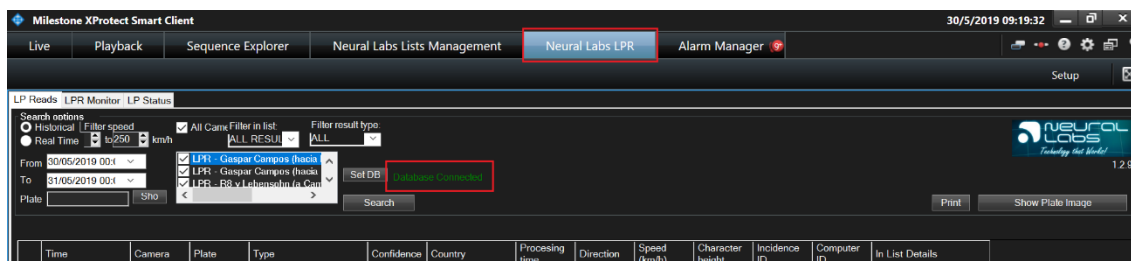 Milestone XProtect Smart Client 30/5/2019 09:19:32
Live Playback Sequence Explorer Neural Labs Lists Management Neural Labs LPR Alarm Manager
Setup
LP Reads LPR Monitor LP Status
Search options
Historical Filter speed All Came Filter in list: Filter result type:
Real Time to 250 km/h ALL RESUL ALL
neural Labs
Technology that Works!
From 30/05/2019 00:( LPR - Gaspar Campos (hacia
1.2.9
To 31/05/2019 00:( LPR - Gaspar Campos (hacia Set DB Database Connected
LPR - R8 y Lebensohn (a Cam
Plate Sho Search Print Show Plate Image
Time Camera Plate Type Confidence Country Procesing time Direction Speed (km/h) Character height Incidence ID Computer ID In List Details